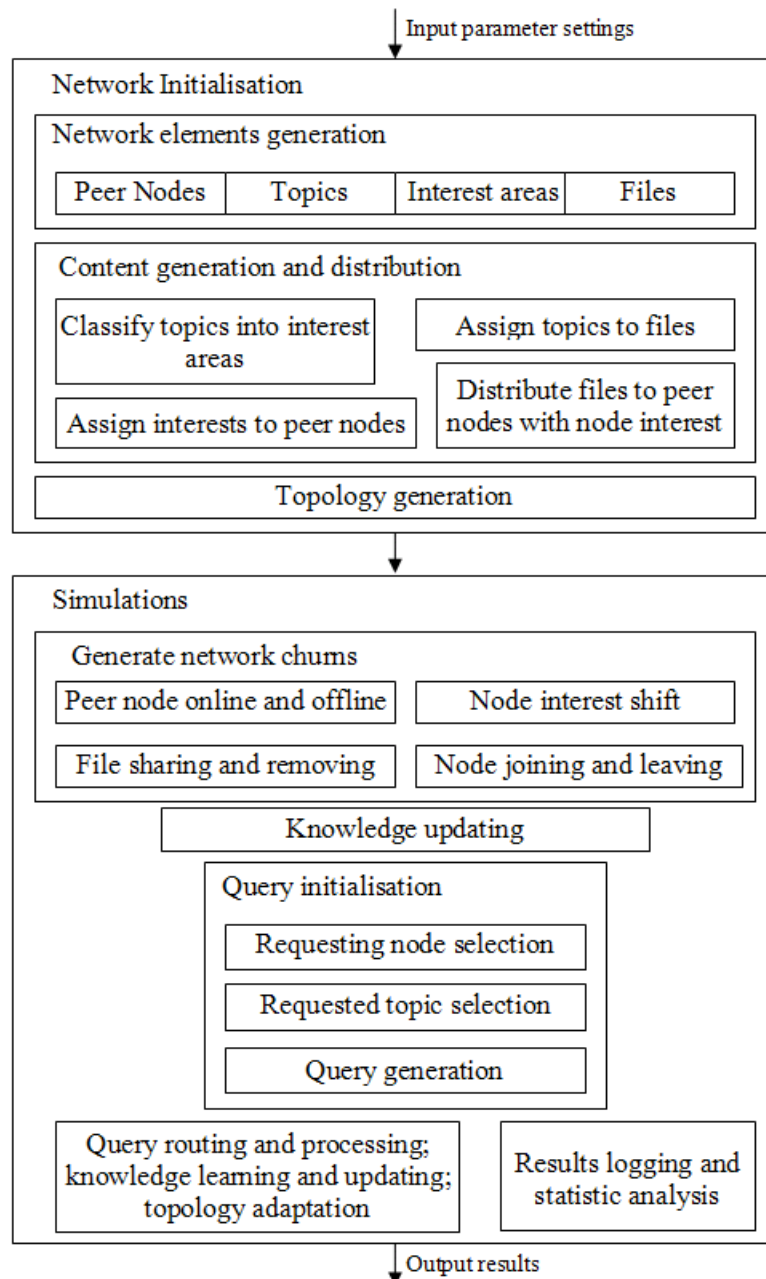 Input parameter settings
Network Initialisation
Network elements generation
Peer Nodes
Topics
Interest areas
Files
Content generation and distribution
Classify topics into interest
areas
Assign topics to files
Assign interests to peer nodes
Distribute files to peer
nodes with node interest
Topology generation
Simulations
Generate network churns
Peer node online and offline
Node interest shift
File sharing and removing
Node joining and leaving
Knowledge updating
Query initialisation
Requesting node selection
Requested topic selection
Query generation
Query routing and processing;
knowledge learning and updating;
topology adaptation
Results logging and
statistic analysis
Output results